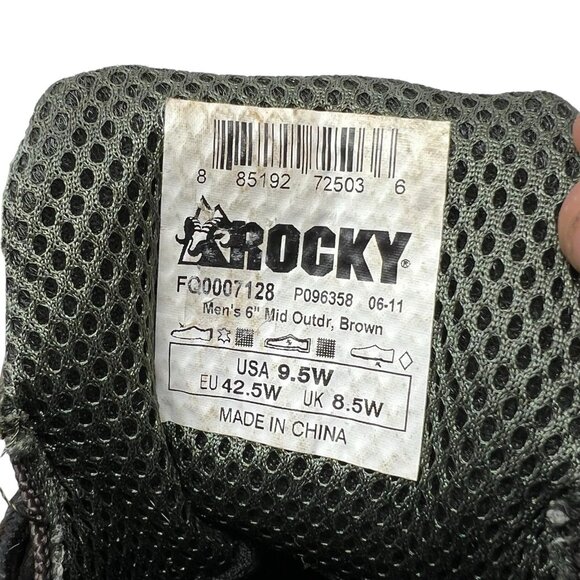 8 85192 72503 6
ROCKY®
FQ0007128 P096358 06-11
Men's 6" Mid Outdr, Brown
USA 9.5W
EU 42.5W UK 8.5W
MADE IN CHINA